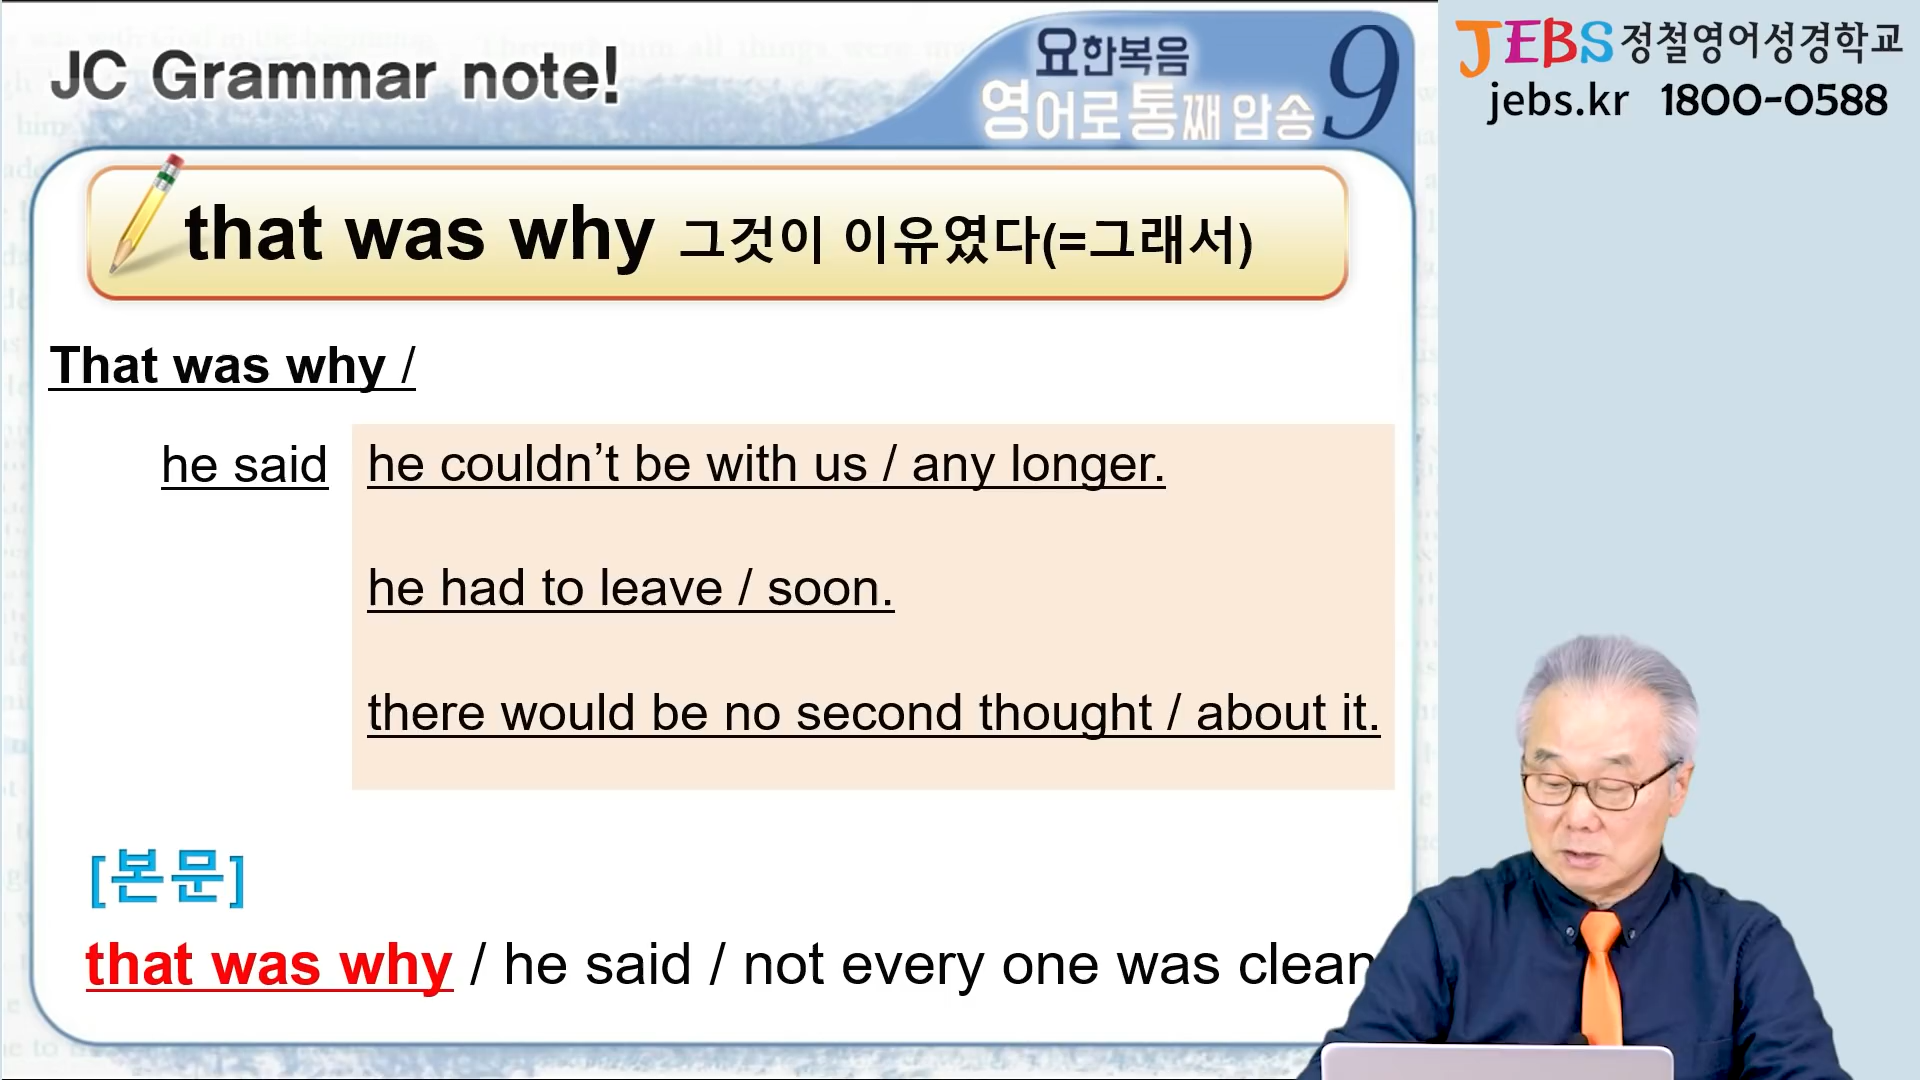 JC Grammar note!
요한복음
영어로통째암송 9
JEBS 정철영어성경학교
jebs.kr 1800-0588
that was why 그것이 이유였다(=그래서)
That was why /
he said he couldn’t be with us / any longer.
he had to leave / soon.
there would be no second thought / about it.
[본문]
that was why / he said / not every one was clean